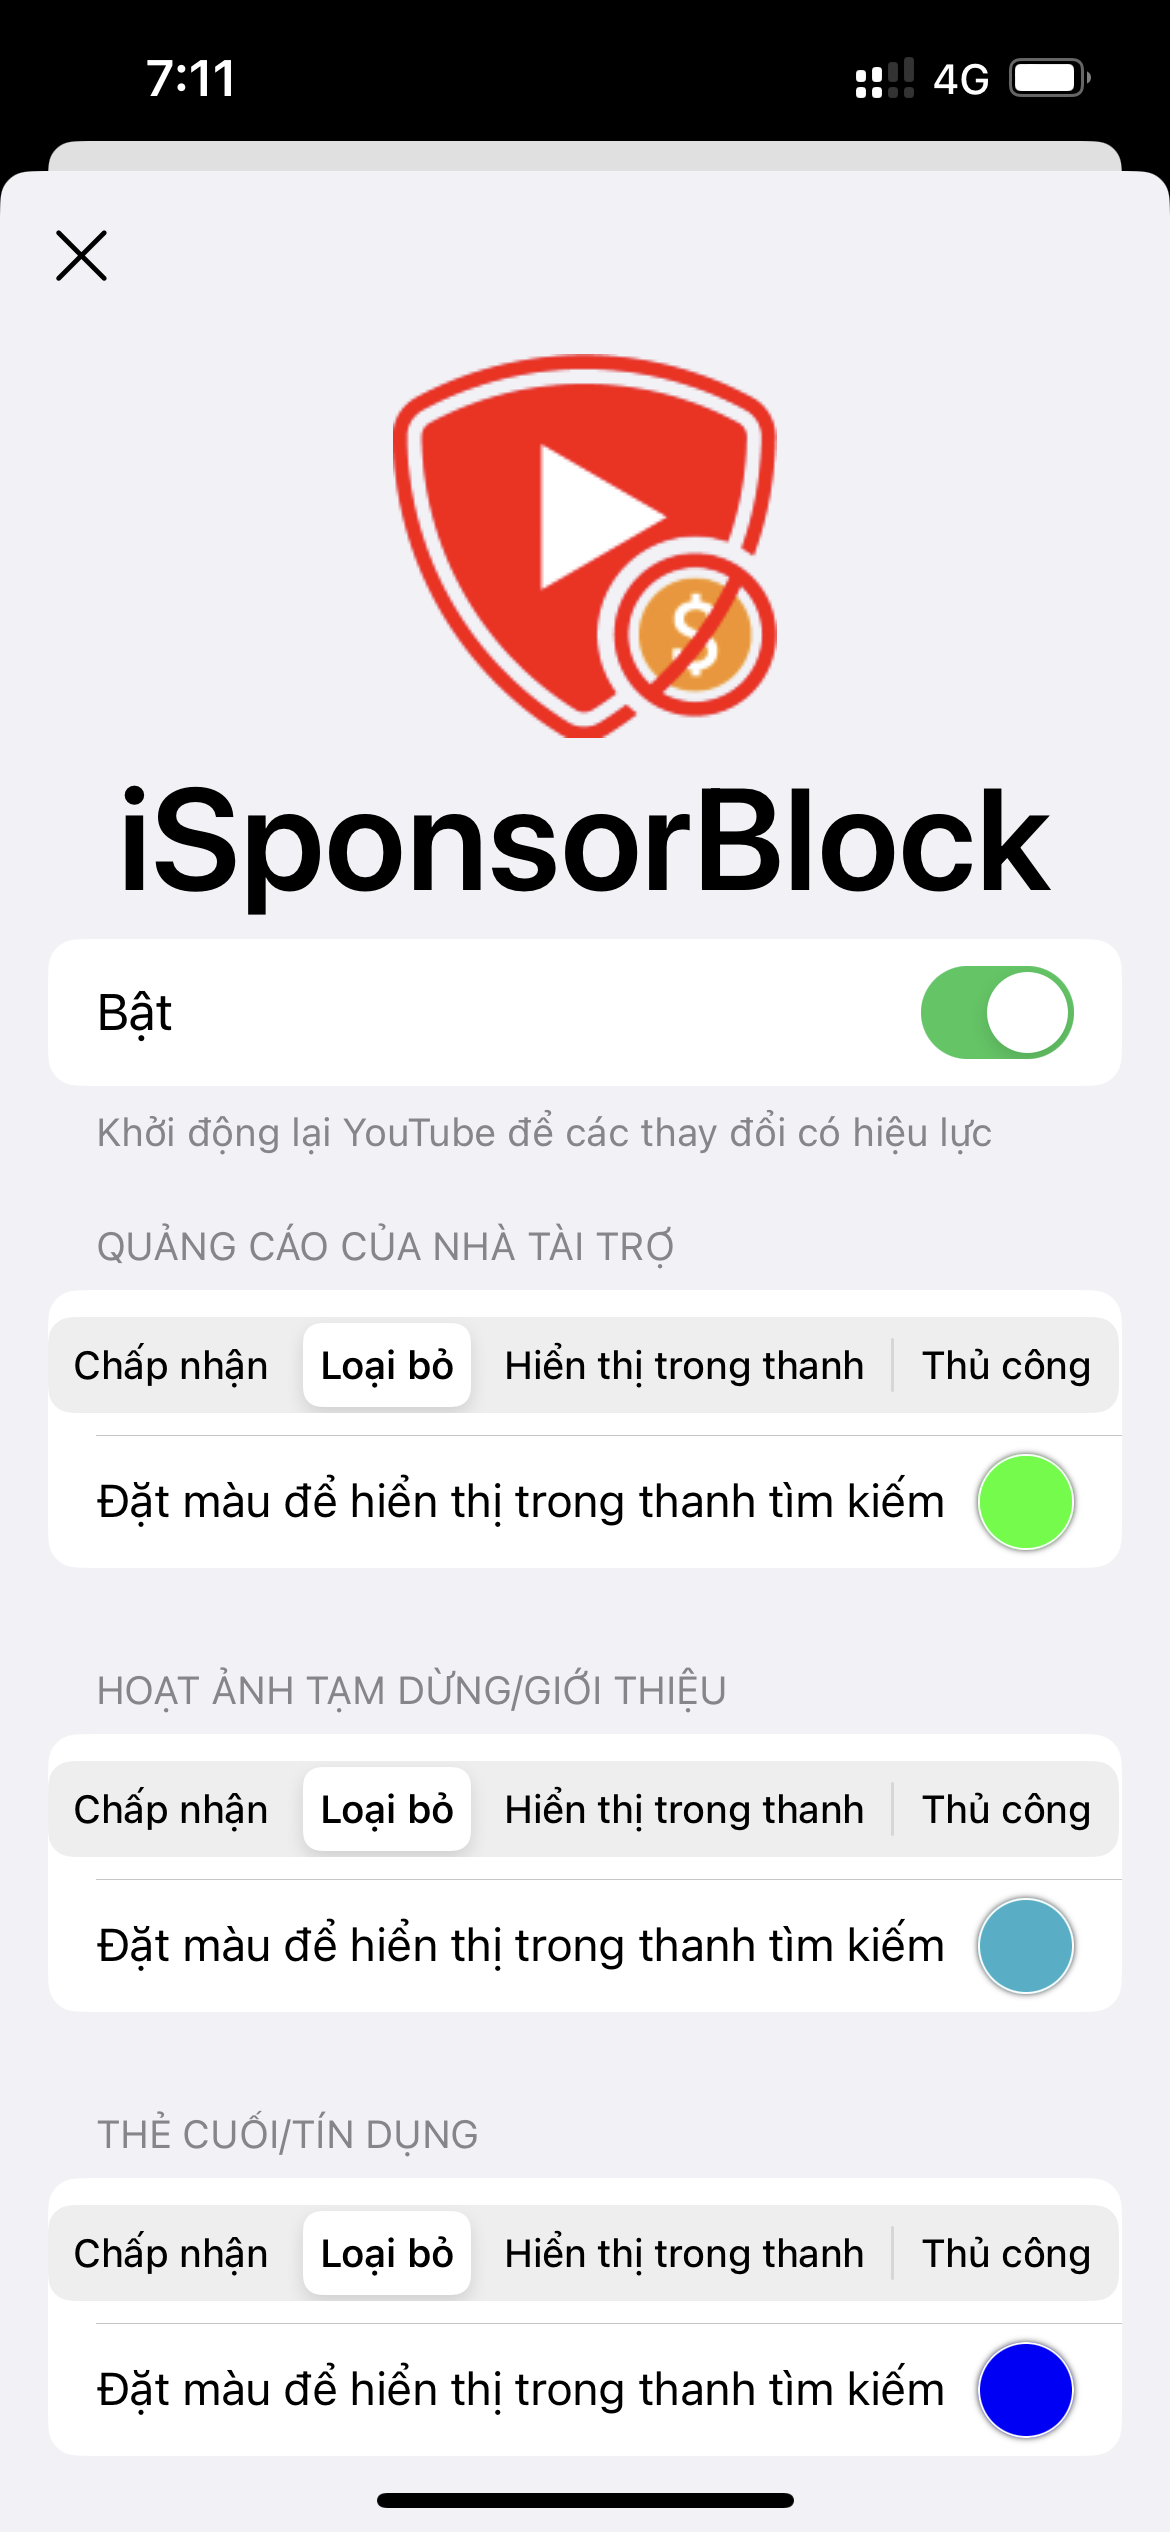 7:11
4G
iSponsorBlock
Bật
Khởi động lại YouTube để các thay đổi có hiệu lực
QUẢNG CÁO CỦA NHÀ TÀI TRỢ
Chấp nhận Loại bỏ Hiển thị trong thanh Thủ công
Đặt màu để hiển thị trong thanh tìm kiếm
HOẠT ẢNH TẠM DỪNG/GIỚI THIỆU
Chấp nhận Loại bỏ Hiển thị trong thanh Thủ công
Đặt màu để hiển thị trong thanh tìm kiếm
THẺ CUỐI/TÍN DỤNG
Chấp nhận Loại bỏ Hiển thị trong thanh Thủ công
Đặt màu để hiển thị trong thanh tìm kiếm